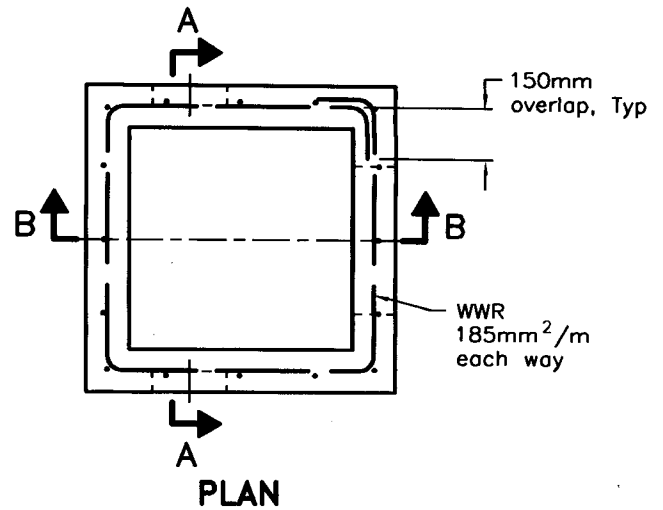 A
150mm
overlap, Typ
B
B
WWR
185mm²/m
each way
A
PLAN